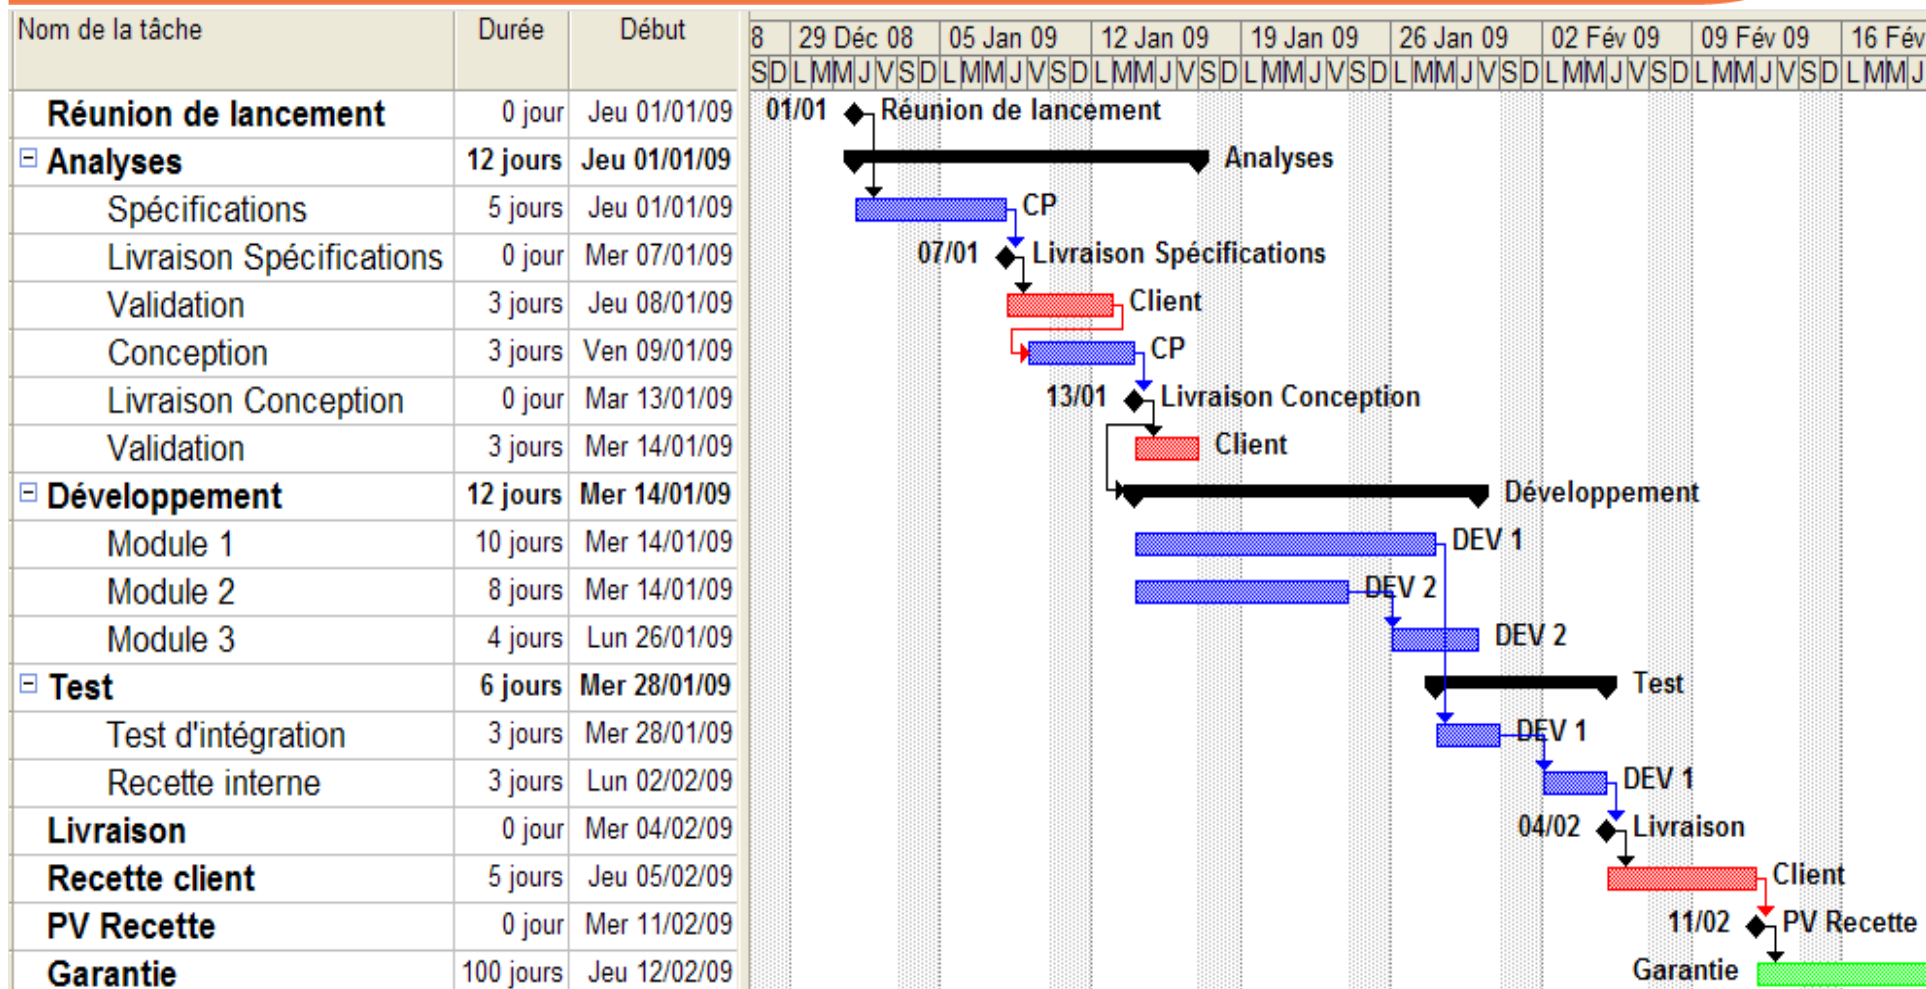 Nom de la tâche Durée Début
8 29 Déc 08 05 Jan 09 12 Jan 09 19 Jan 09 26 Jan 09 02 Fév 09 09 Fév 09 16 Fév
S D L M M J V S D L M M J V S D L M M J V S D L M M J V S D L M M J V S D L M M J V S D L M M J V S D L M M J
Réunion de lancement 0 jour Jeu 01/01/09 01/01 Réunion de lancement
Analyses 12 jours Jeu 01/01/09 Analyses
Spécifications 5 jours Jeu 01/01/09 CP
Livraison Spécifications 0 jour Mer 07/01/09 07/01 Livraison Spécifications
Validation 3 jours Jeu 08/01/09 Client
Conception 3 jours Ven 09/01/09 CP
Livraison Conception 0 jour Mar 13/01/09 13/01 Livraison Conception
Validation 3 jours Mer 14/01/09 Client
Développement 12 jours Mer 14/01/09 Développement
Module 1 10 jours Mer 14/01/09 DEV 1
Module 2 8 jours Mer 14/01/09 DEV 2
Module 3 4 jours Lun 26/01/09 DEV 2
Test 6 jours Mer 28/01/09 Test
Test d'intégration 3 jours Mer 28/01/09 DEV 1
Recette interne 3 jours Lun 02/02/09 DEV 1
Livraison 0 jour Mer 04/02/09 04/02 Livraison
Recette client 5 jours Jeu 05/02/09 Client
PV Recette 0 jour Mer 11/02/09 11/02 PV Recette
Garantie 100 jours Jeu 12/02/09 Garantie